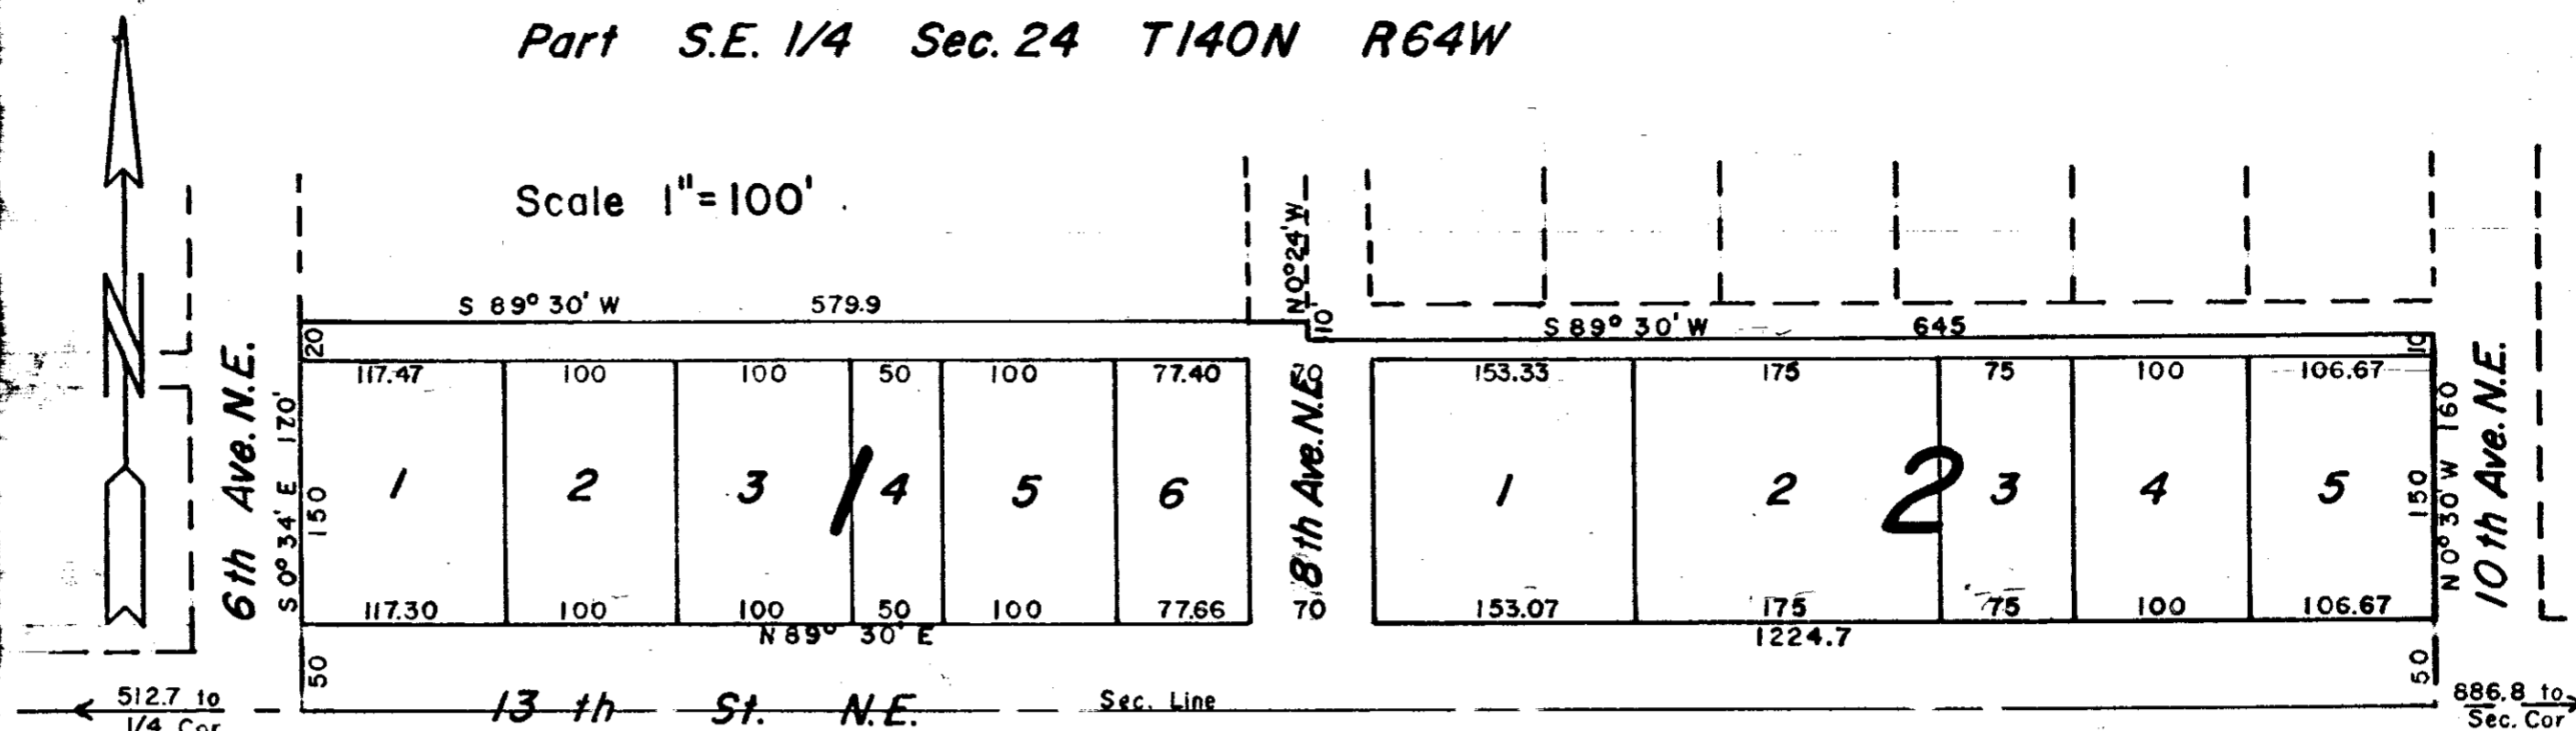 Part S.E. 1/4 Sec. 24 T140N R64W
Scale 1"=100'
N
N 0° 24' W
10'
S 89° 30' W 579.9
S 89° 30' W 645
20
10
117.47 100 100 50 100 77.40 70 153.33 175 75 100 106.67
6th Ave. N.E.
S 0° 34' E 170'
150
1 2 3 4 5 6
1
8th Ave. N.E.
1 2 3 4 5
2
150
N 0° 30' W 160
10th Ave. N.E.
117.30 100 100 50 100 77.66 70 153.07 175 75 100 106.67
N 89° 30' E 1224.7
50
50
512.7 to
1/4 Cor
13th St. N.E.
Sec. Line
886.8 to
Sec. Cor